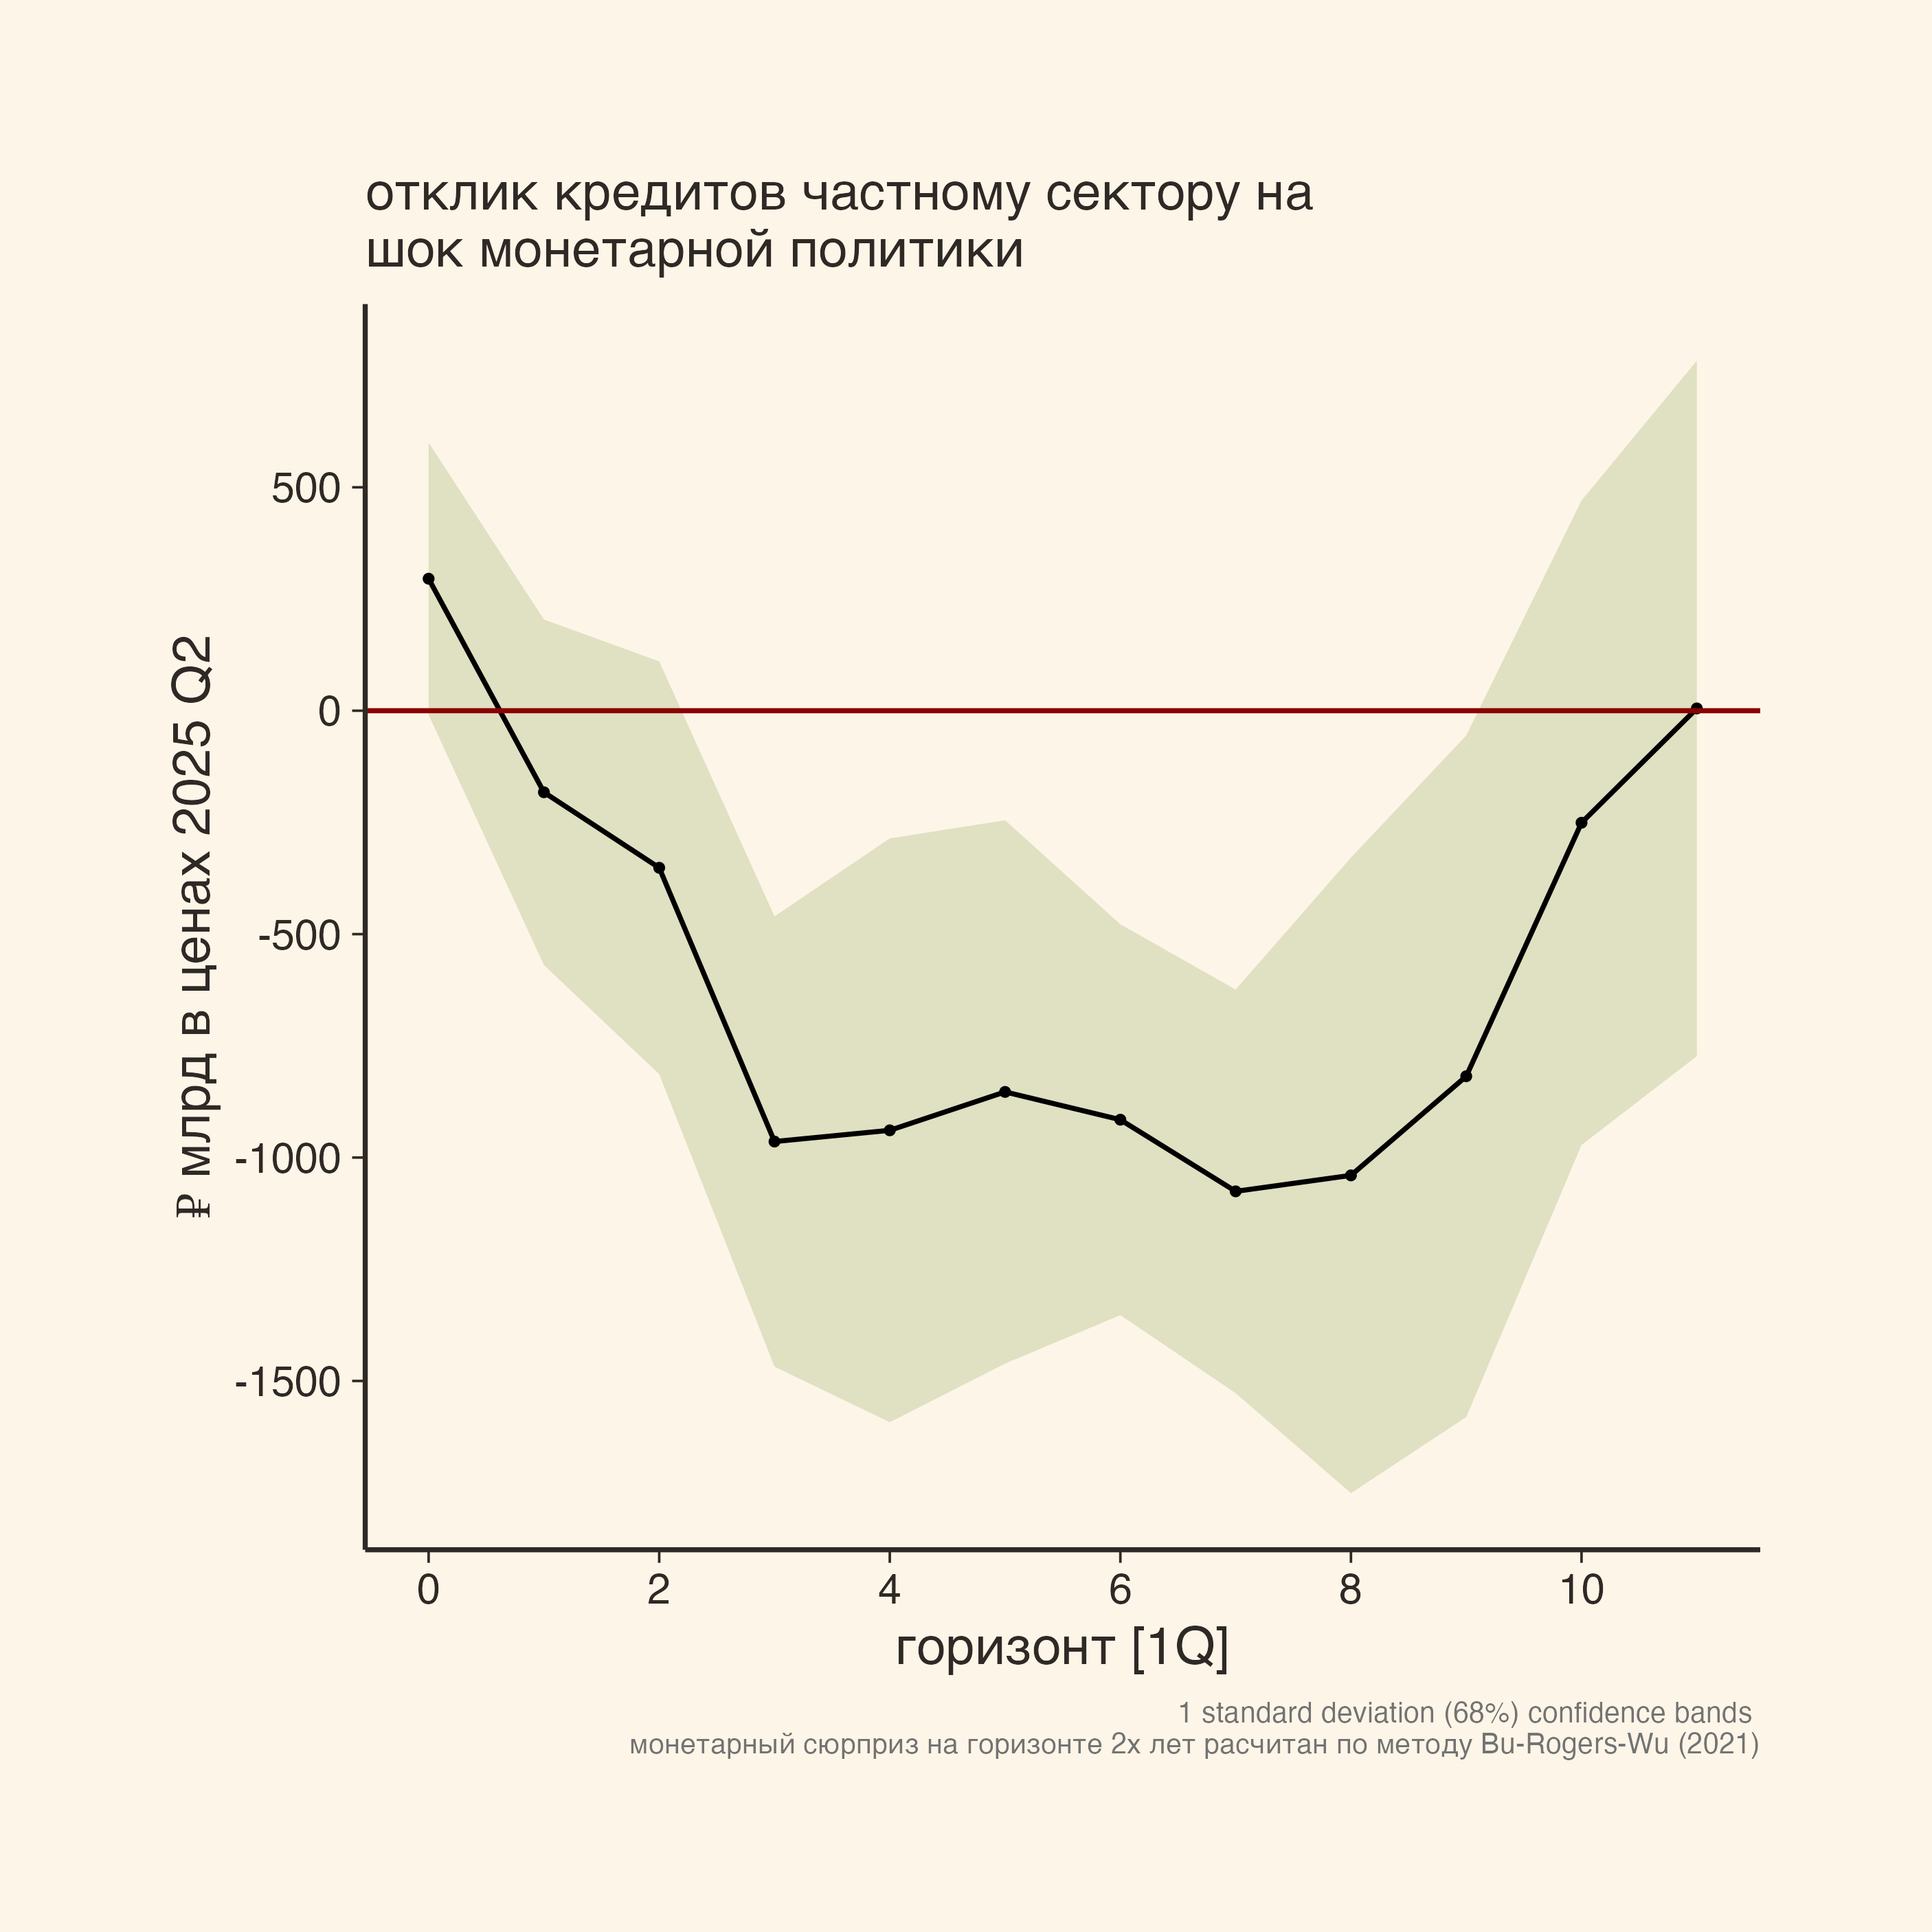 отклик кредитов частному сектору на
шок монетарной политики
₽ млрд в ценах 2025 Q2
500
0
-500
-1000
-1500
0 2 4 6 8 10
горизонт [1Q]
1 standard deviation (68%) confidence bands
монетарный сюрприз на горизонте 2х лет расчитан по методу Bu-Rogers-Wu (2021)